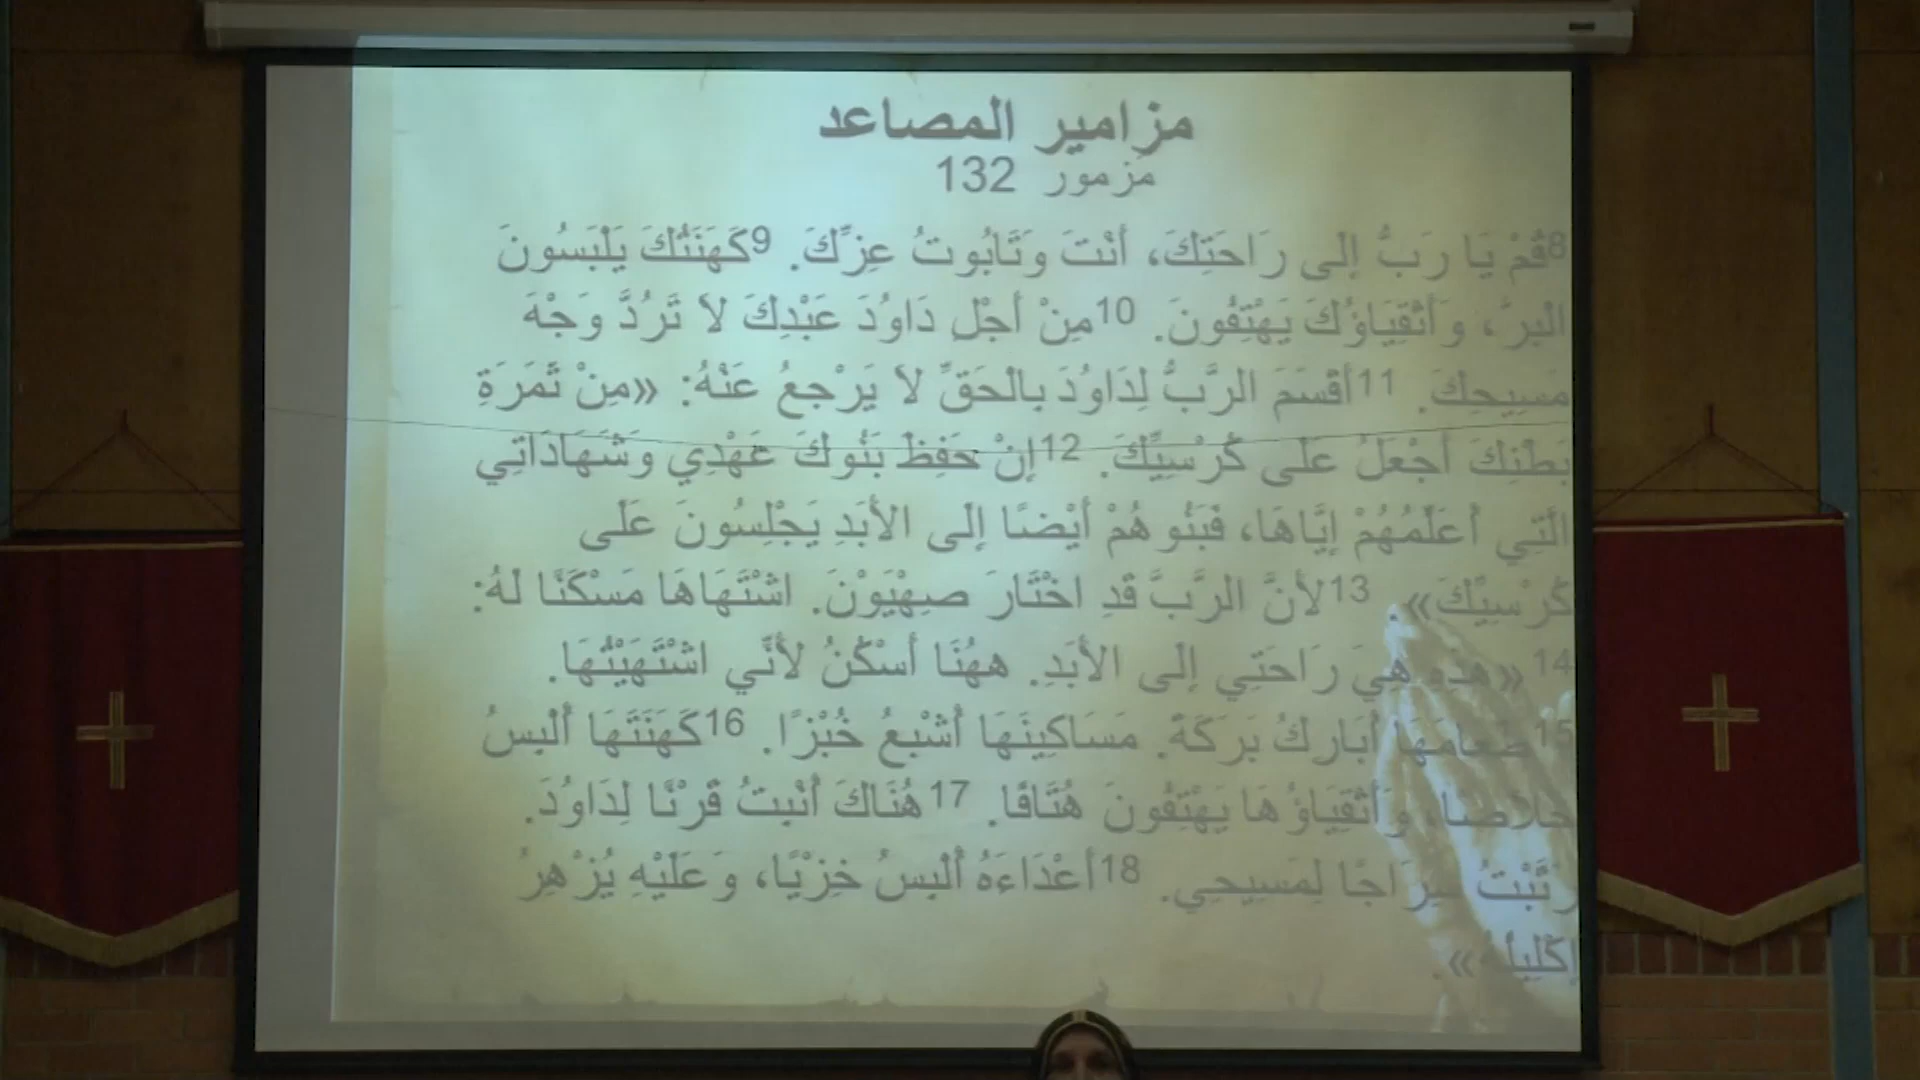 مزامير المصاعد
مزمور 132
8قُمْ يَا رَبُّ إِلَى رَاحَتِكَ، أَنْتَ وَتَابُوتُ عِزِّكَ. 9كَهَنَتُكَ يَلْبَسُونَ
الْبِرَّ، وَأَتْقِيَاؤُكَ يَهْتِفُونَ. 10مِنْ أَجْلِ دَاوُدَ عَبْدِكَ لاَ تَرُدَّ وَجْهَ
مَسِيحِكَ. 11أَقْسَمَ الرَّبُّ لِدَاوُدَ بِالْحَقِّ لاَ يَرْجعُ عَنْهُ: «مِنْ ثَمَرَةِ
بَطْنِكَ أَجْعَلُ عَلَى كُرْسِيِّكَ. 12إِنْ حَفِظَ بَنُوكَ عَهْدِي وَشَهَادَاتِي
الَّتِي أُعَلِّمُهُمْ إِيَّاهَا، فَبَنُوهُمْ أَيْضًا إِلَى الأَبَدِ يَجْلِسُونَ عَلَى
كُرْسِيِّكَ». 13لأَنَّ الرَّبَّ قَدِ اخْتَارَ صِهْيَوْنَ. اشْتَهَاهَا مَسْكَنًا لَهُ:
14«هذِهِ هِيَ رَاحَتِي إِلَى الأَبَدِ. ههُنَا أَسْكُنُ لأَنِّي اشْتَهَيْتُهَا.
15طَعَامَهَا أُبَارِكُ بَرَكَةً. مَسَاكِينَهَا أُشْبِعُ خُبْزًا. 16كَهَنَتَهَا أُلْبِسُ
خَلاَصًا، وَأَتْقِيَاؤُهَا يَهْتِفُونَ هُتَافًا. 17هُنَاكَ أُنْبِتُ قَرْنًا لِدَاوُدَ.
رَتَّبْتُ سِرَاجًا لِمَسِيحِي. 18أَعْدَاءَهُ أُلْبِسُ خِزْيًا، وَعَلَيْهِ يُزْهِرُ
إِكْلِيلُهُ».